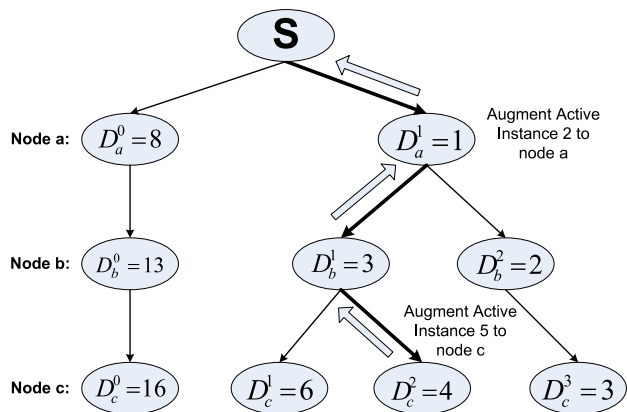 S
Augment Active
Instance 2 to
node a
Node a: D_a^0 = 8 D_a^1 = 1
Node b: D_b^0 = 13 D_b^1 = 3 D_b^2 = 2
Augment Active
Instance 5 to
node c
Node c: D_c^0 = 16 D_c^1 = 6 D_c^2 = 4 D_c^3 = 3